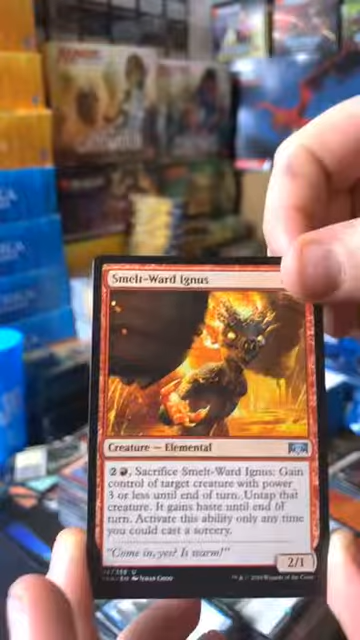 Smelt-Ward Ignus
Creature — Elemental
2R, Sacrifice Smelt-Ward Ignus: Gain
control of target creature with power
3 or less until end of turn. Untap that
creature. It gains haste until end of
turn. Activate this ability only any time
you could cast a sorcery.
"Come in, yes? Is warm!"
2/1